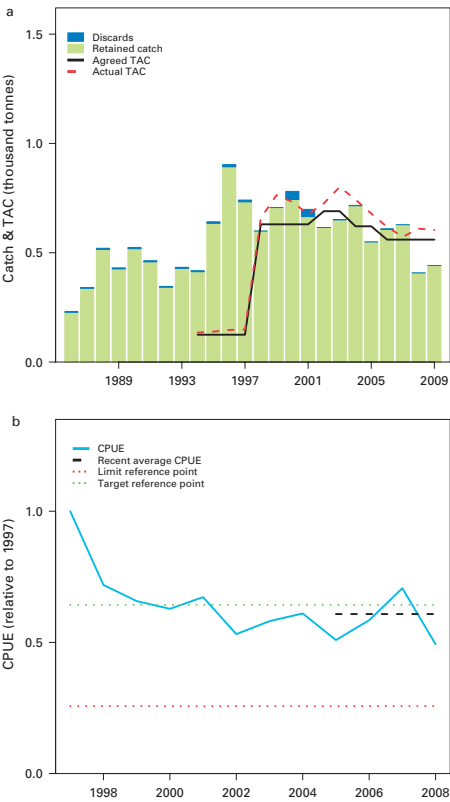 a
1.5
Discards
Retained catch
Agreed TAC
Actual TAC
1.0
0.5
0.0
Catch & TAC (thousand tonnes)
1989 1993 1997 2001 2005 2009
b
CPUE
Recent average CPUE
Limit reference point
Target reference point
1.0
0.5
0.0
CPUE (relative to 1997)
1998 2000 2002 2004 2006 2008